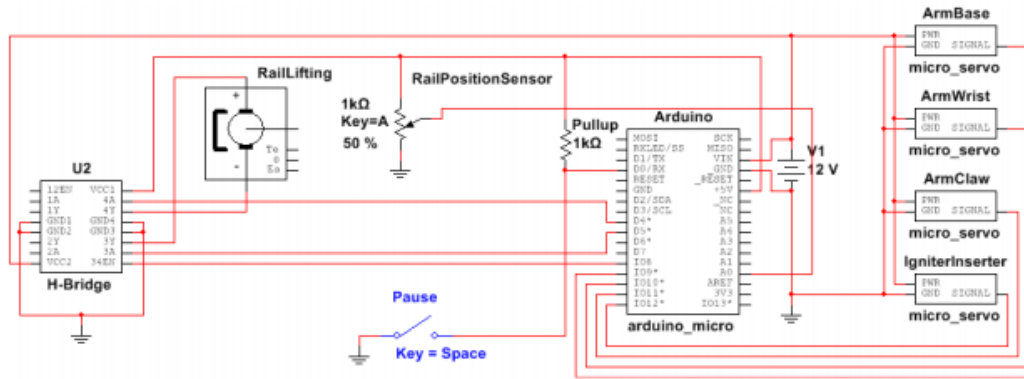 ArmBase
PWR
GND SIGNAL
micro_servo
RailLifting
RailPositionSensor
ArmWrist
PWR
GND SIGNAL
micro_servo
1kΩ
Key=A
50 %
+
-
Te
θ
Ea
Pullup
1kΩ
Arduino
MOSI SCK
RXLED/SS MISO
D1/TX VIN
D0/RX GND
RESET _RESET
GND +5V
D2/SDA _NC
D3/SCL NC
D4* A5
D5* A4
D6* A3
D7 A2
IO8 A1
IO9* A0
IO10* AREF
IO11* 3V3
IO12* IO13*
arduino_micro
V1
12 V
U2
12EN VCC1
1A 4A
1Y 4Y
GND1 GND4
GND2 GND3
2Y 3Y
2A 3A
VCC2 34EN
H-Bridge
ArmClaw
PWR
GND SIGNAL
micro_servo
IgniterInserter
PWR
GND SIGNAL
micro_servo
Pause
Key = Space